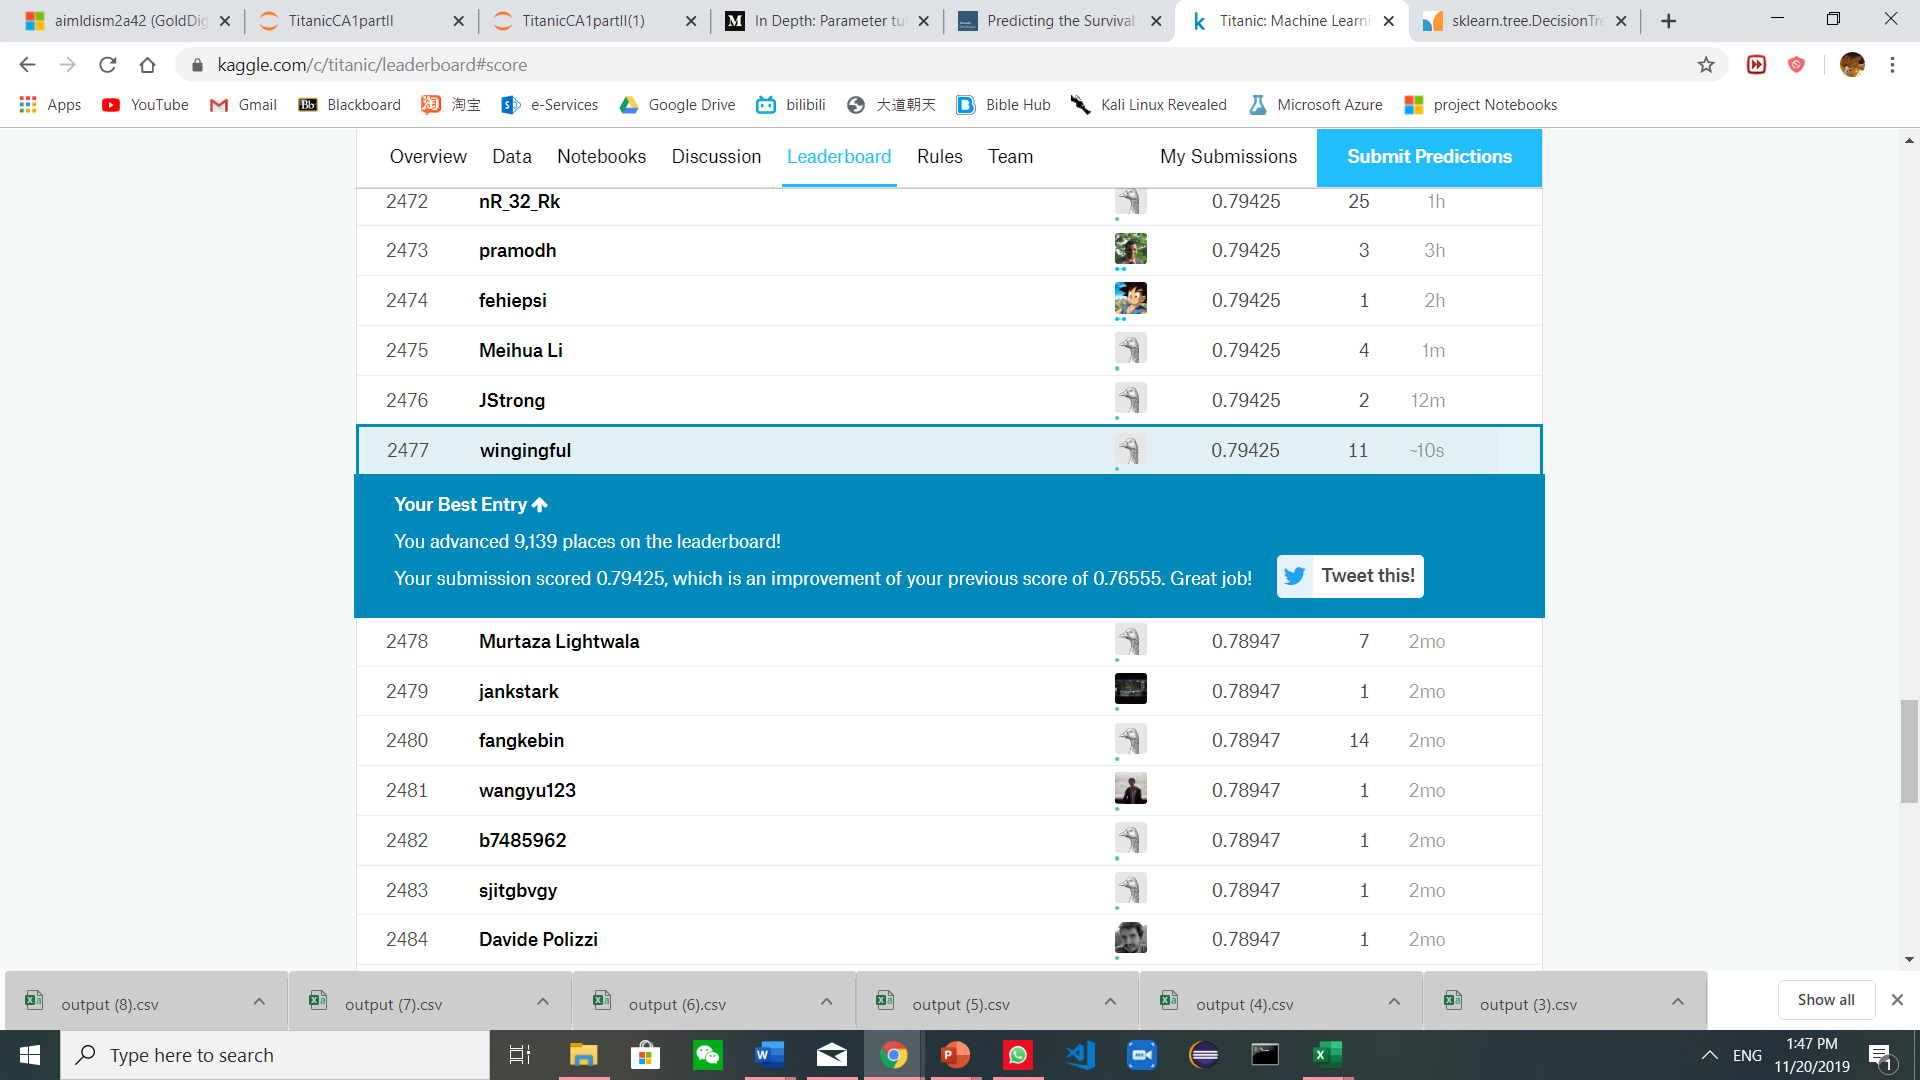 aimldism2a42 (GoldDig
TitanicCA1partII
TitanicCA1partII(1)
In Depth: Parameter tu
Predicting the Survival
Titanic: Machine Learni
sklearn.tree.DecisionTre
kaggle.com/c/titanic/leaderboard#score
Apps
YouTube
Gmail
Bb Blackboard
淘 淘宝
e-Services
Google Drive
bilibili
大道朝天
Bible Hub
Kali Linux Revealed
Microsoft Azure
project Notebooks
Overview Data Notebooks Discussion Leaderboard Rules Team My Submissions Submit Predictions
2472 nR_32_Rk 0.79425 25 1h
2473 pramodh 0.79425 3 3h
2474 fehiepsi 0.79425 1 2h
2475 Meihua Li 0.79425 4 1m
2476 JStrong 0.79425 2 12m
2477 wingingful 0.79425 11 ~10s
Your Best Entry
You advanced 9,139 places on the leaderboard!
Your submission scored 0.79425, which is an improvement of your previous score of 0.76555. Great job!
Tweet this!
2478 Murtaza Lightwala 0.78947 7 2mo
2479 jankstark 0.78947 1 2mo
2480 fangkebin 0.78947 14 2mo
2481 wangyu123 0.78947 1 2mo
2482 b7485962 0.78947 1 2mo
2483 sjitgbvgy 0.78947 1 2mo
2484 Davide Polizzi 0.78947 1 2mo
output (8).csv
output (7).csv
output (6).csv
output (5).csv
output (4).csv
output (3).csv
Show all
Type here to search
ENG
1:47 PM
11/20/2019
1